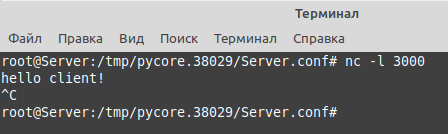 Терминал
Файл Правка Вид Поиск Терминал Справка
root@Server:/tmp/pycore.38029/Server.conf# nc -l 3000
hello client!
^C
root@Server:/tmp/pycore.38029/Server.conf#